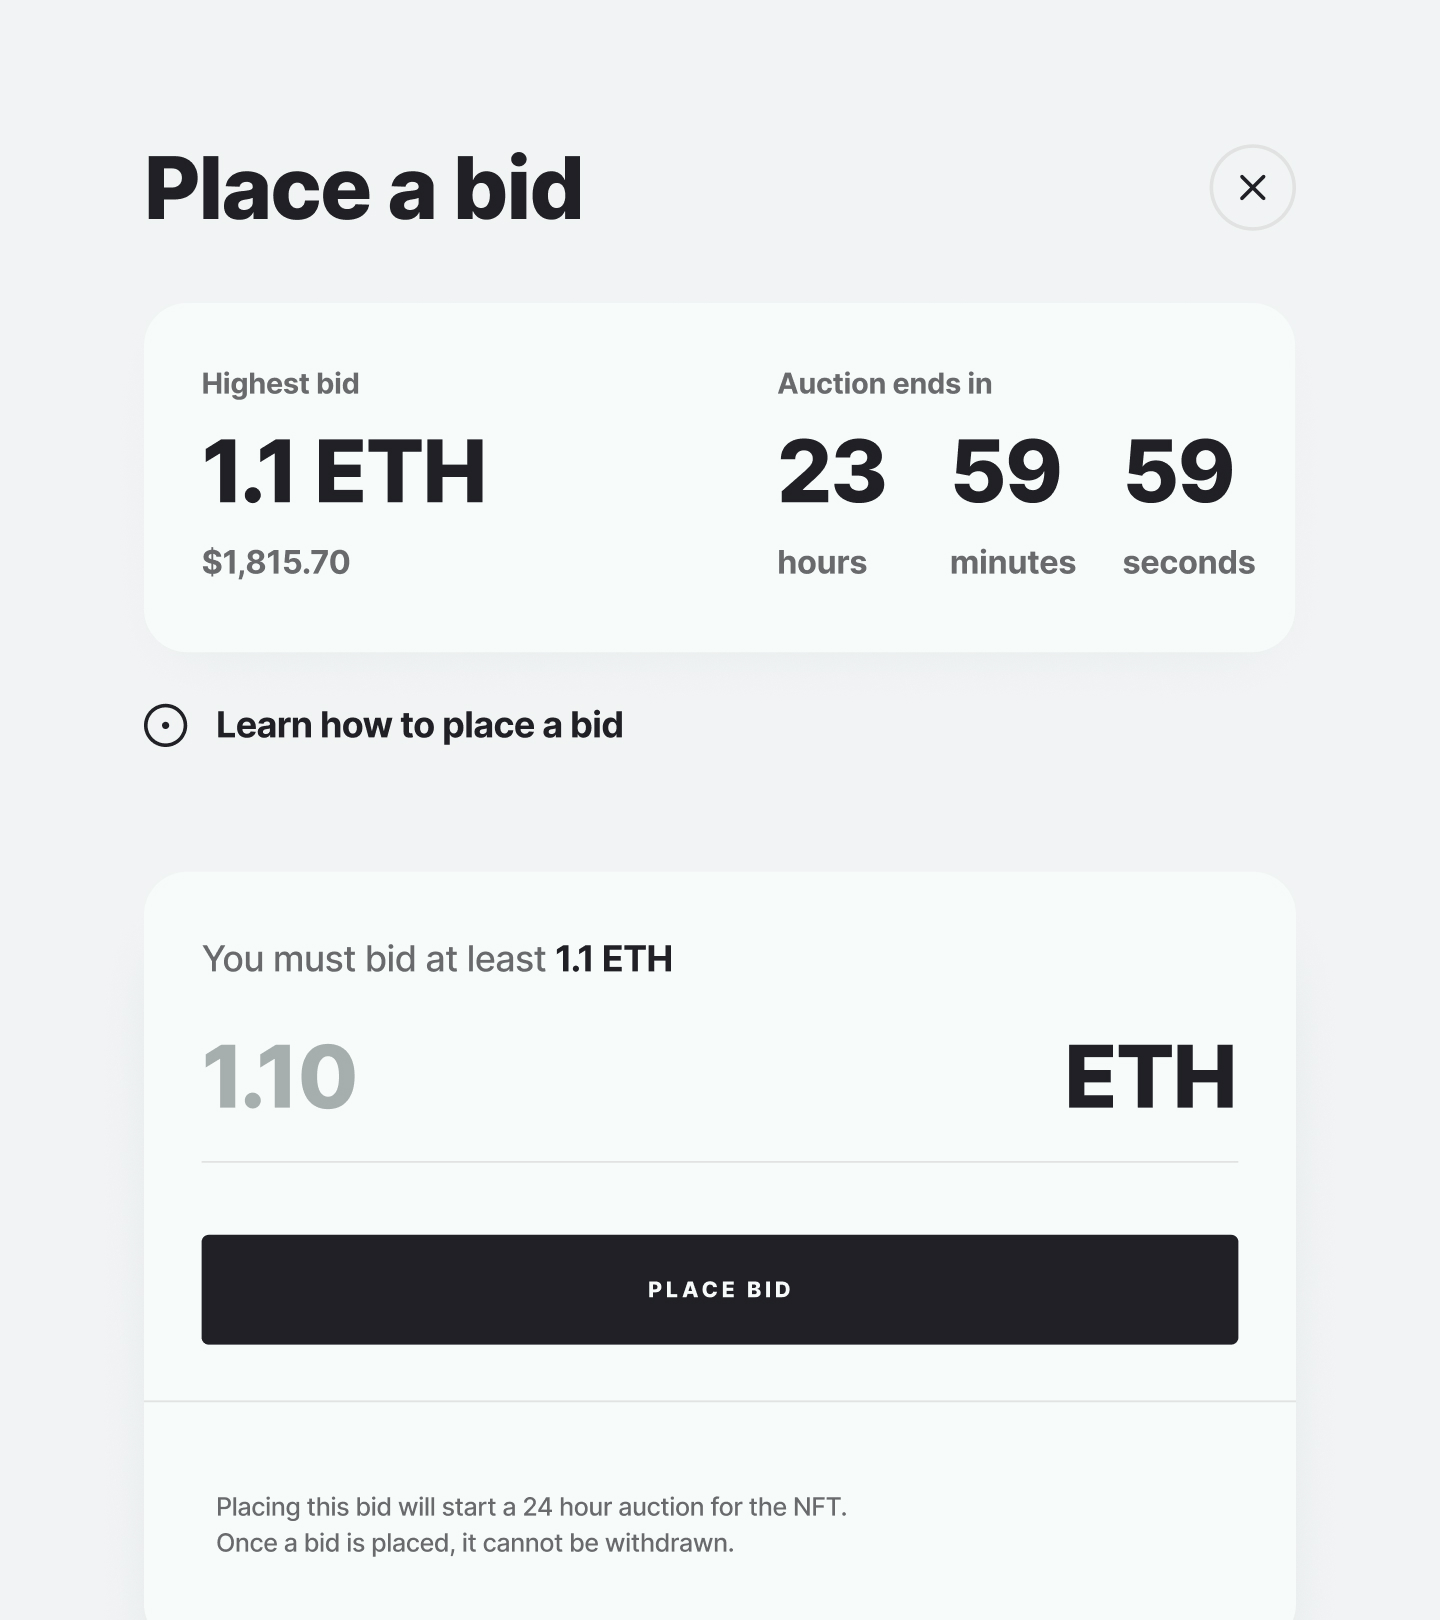 Place a bid
Highest bid
1.1 ETH
$1,815.70
Auction ends in
23 59 59
hours minutes seconds
Learn how to place a bid
You must bid at least 1.1 ETH
1.10 ETH
PLACE BID
Placing this bid will start a 24 hour auction for the NFT.
Once a bid is placed, it cannot be withdrawn.